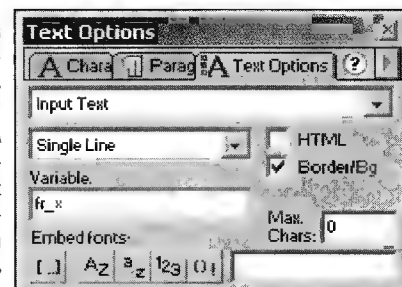 Text Options
Chara Parag Text Options
Input Text
Single Line HTML
Border/Bg
Variable.
fr_x
Max. Chars: 0
Embed fonts:
[..] Az az 123 ()!